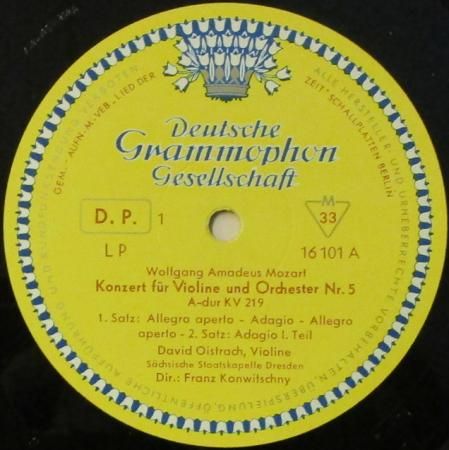 ALLE HERSTELLER- UND URHEBERRECHTE VORBEHALTEN, ÜBERSPIELUNG, ÖFFENTLICHE AUFFÜHRUNG UND RUNDFUNKSENDUNG VERBOTEN.
GEM.-AUFN. M. VEB „LIED DER
ZEIT" SCHALLPLATTEN BERLIN
Deutsche
Grammophon
Gesellschaft
D. P. 1
M
33
LP
16 101 A
Wolfgang Amadeus Mozart
Konzert für Violine und Orchester Nr. 5
A-dur KV 219
1. Satz: Allegro aperto - Adagio - Allegro
aperto - 2. Satz: Adagio I. Teil
David Oistrach, Violine
Sächsische Staatskapelle Dresden
Dir.: Franz Konwitschny